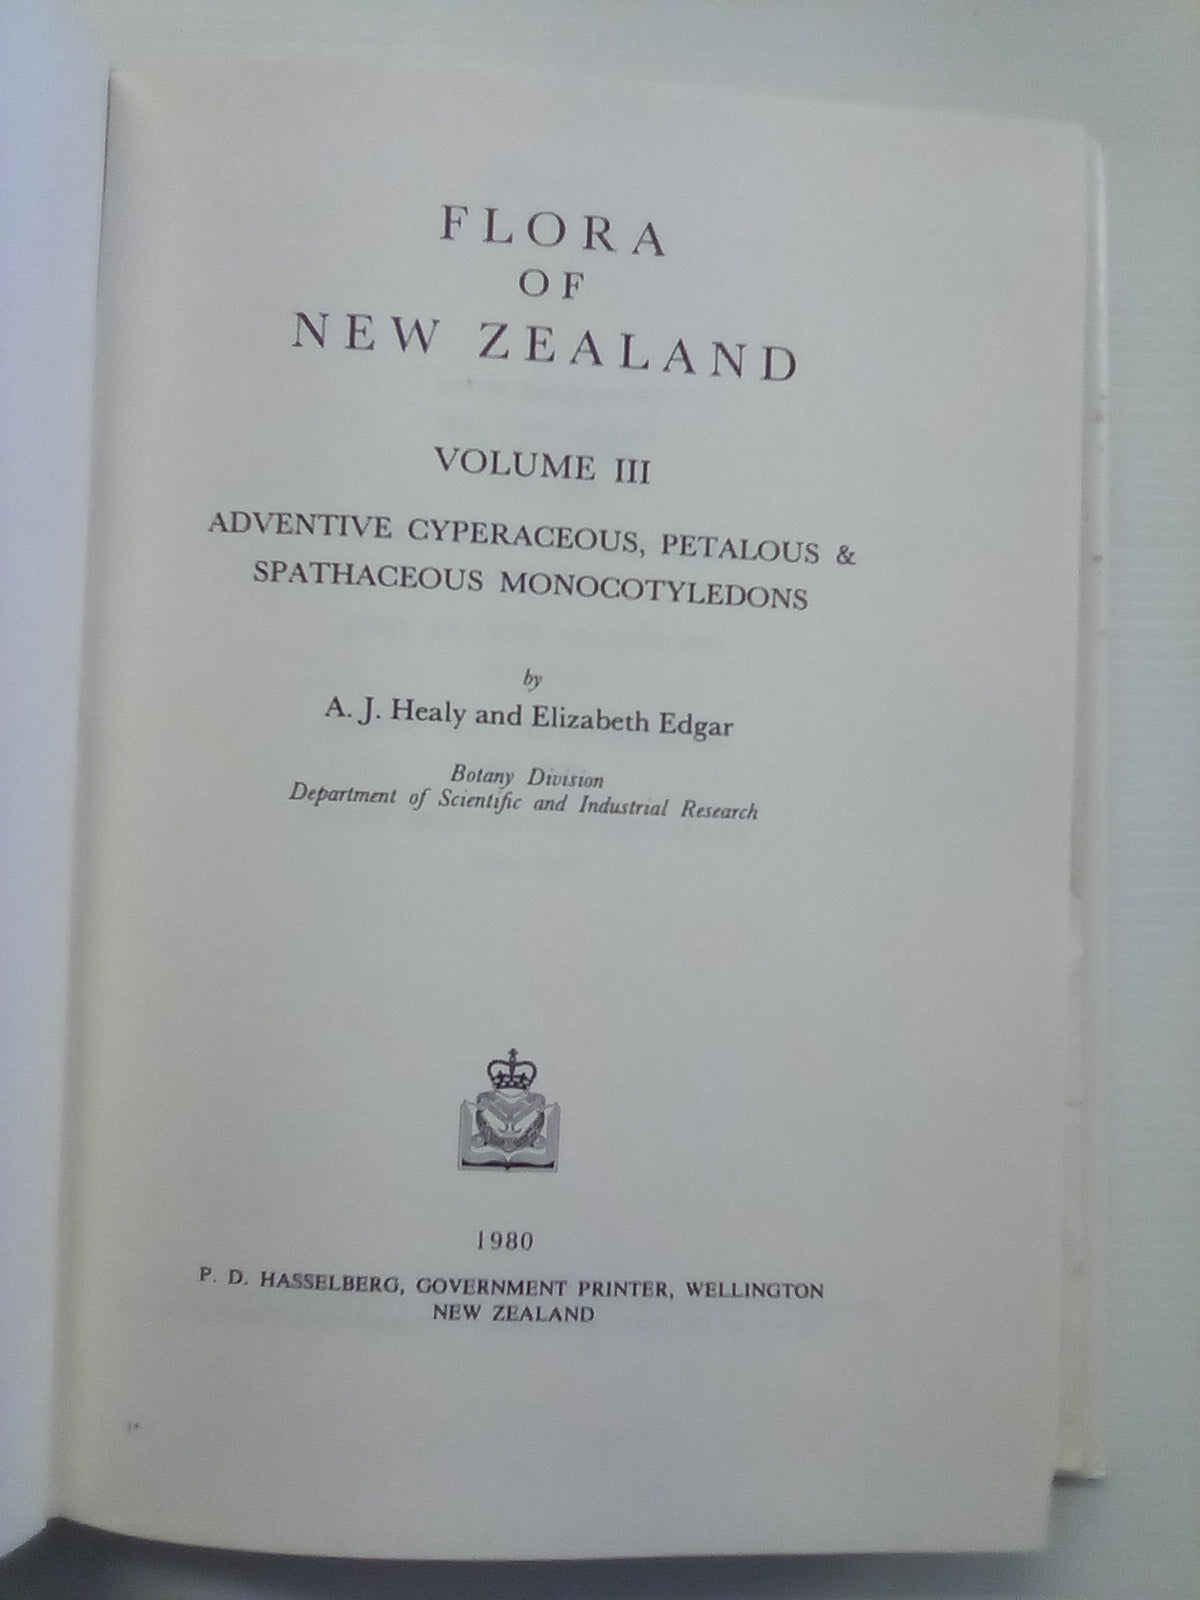 FLORA
OF
NEW ZEALAND
VOLUME III
ADVENTIVE CYPERACEOUS, PETALOUS &
SPATHACEOUS MONOCOTYLEDONS
by
A. J. Healy and Elizabeth Edgar
Botany Division
Department of Scientific and Industrial Research
1980
P. D. HASSELBERG, GOVERNMENT PRINTER, WELLINGTON
NEW ZEALAND